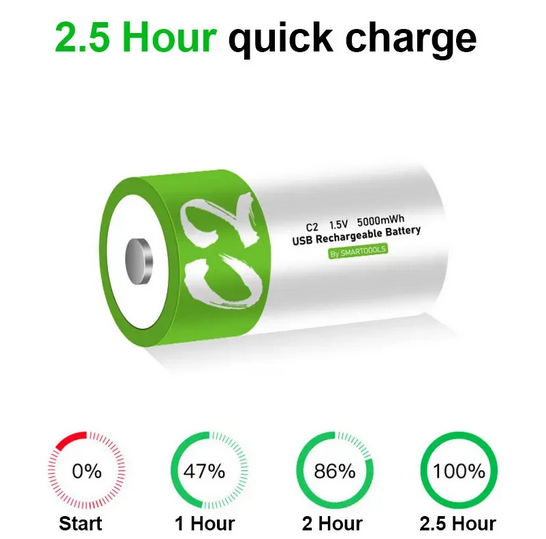 2.5 Hour quick charge
C2
C2 1.5V 5000mWh
USB Rechargeable Battery
By SMARTOOOLS
0% 47% 86% 100%
Start 1 Hour 2 Hour 2.5 Hour